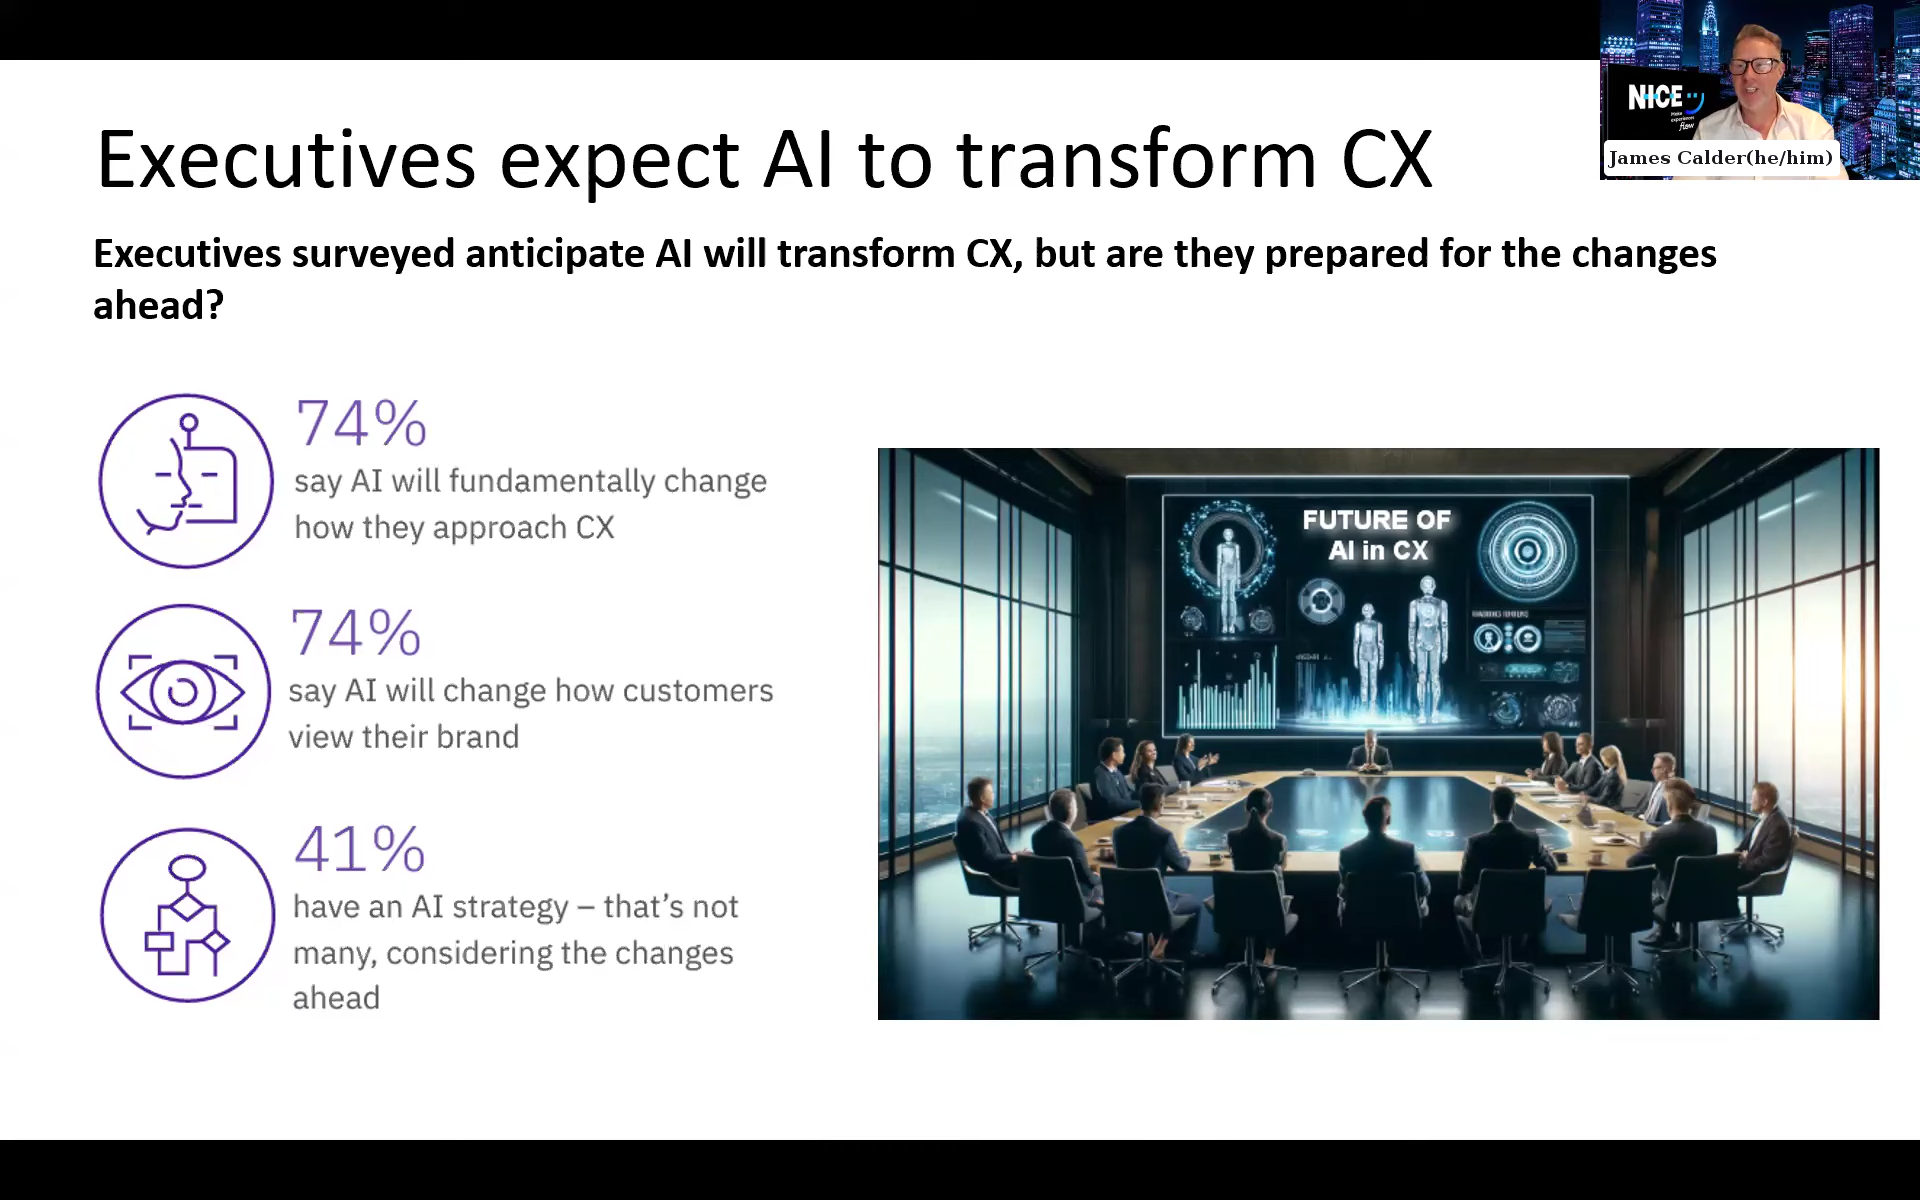 Executives expect AI to transform CX
NICE
Make
experiences
flow
James Calder(he/him)
Executives surveyed anticipate AI will transform CX, but are they prepared for the changes
ahead?
74%
say AI will fundamentally change
how they approach CX
74%
say AI will change how customers
view their brand
41%
have an AI strategy – that’s not
many, considering the changes
ahead
FUTURE OF
AI in CX